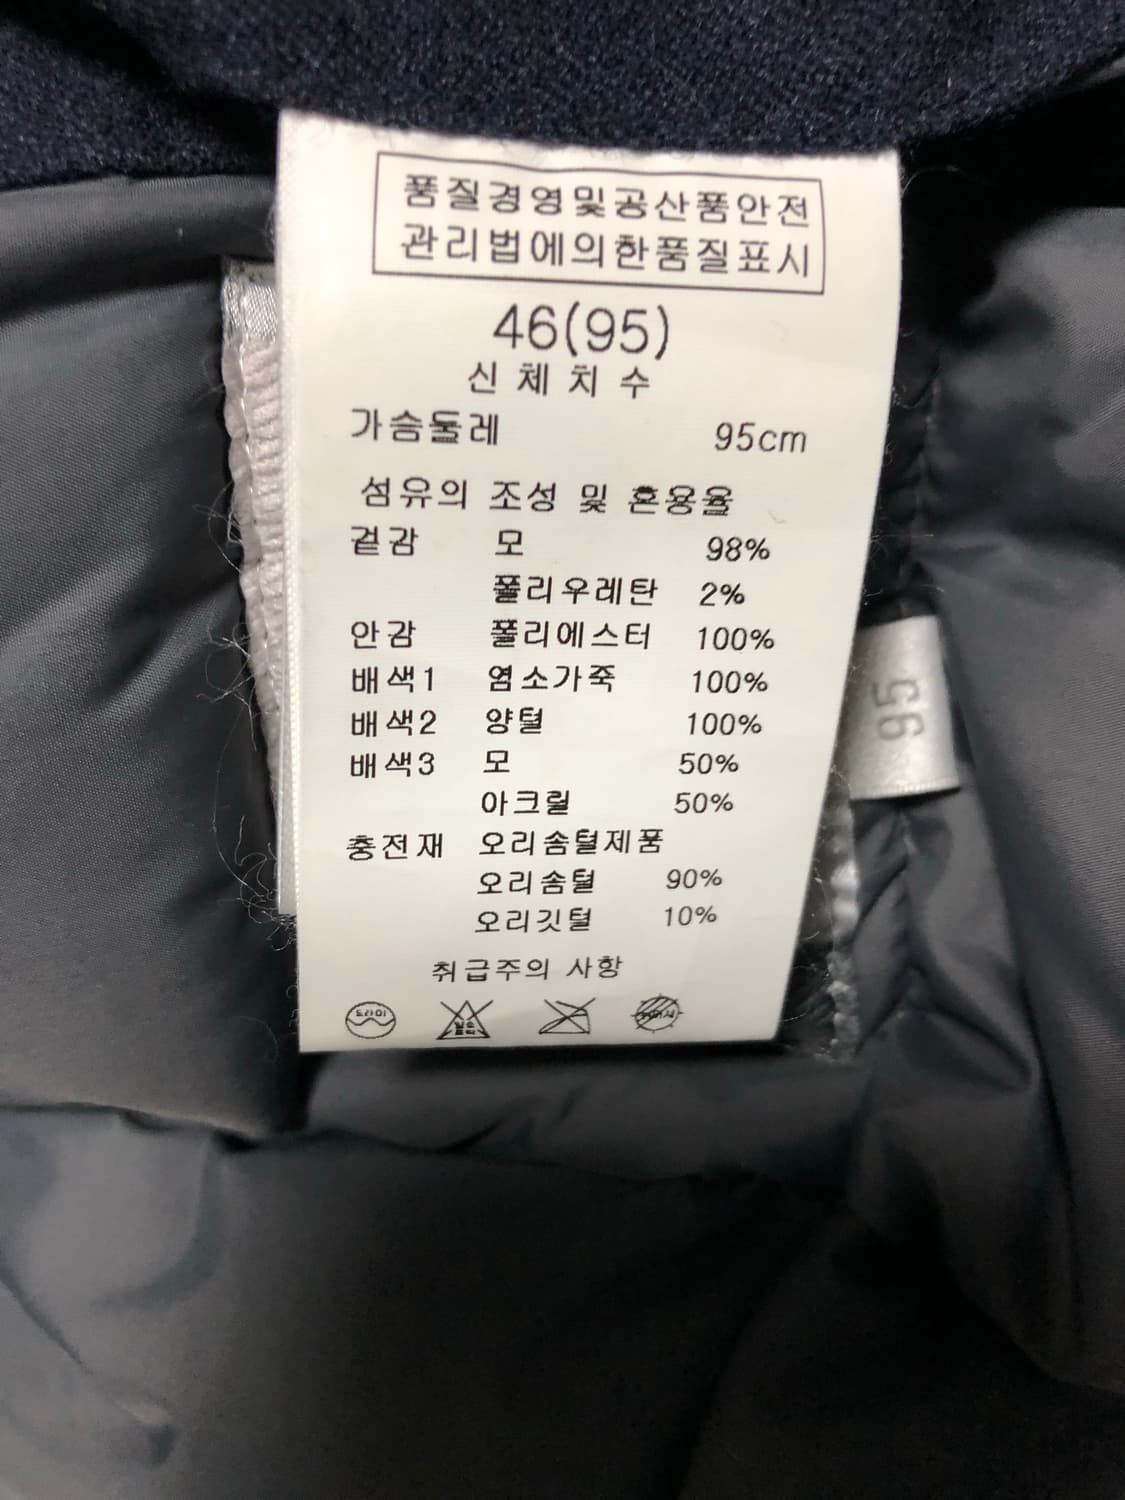 품질경영및공산품안전
관리법에의한품질표시
46(95)
신체치수
가슴둘레 95cm
섬유의 조성 및 혼용율
겉감 모 98%
폴리우레탄 2%
안감 폴리에스터 100%
배색1 염소가죽 100%
배색2 양털 100%
배색3 모 50%
아크릴 50%
충전재 오리솜털제품
오리솜털 90%
오리깃털 10%
취급주의 사항
드라이
95